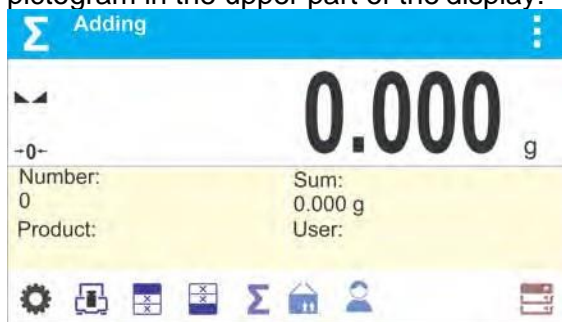 pictogram in the upper part of the display.
Σ Adding
0.000 g
→0←
Number:
0
Sum:
0.000 g
Product:
User:
Σ